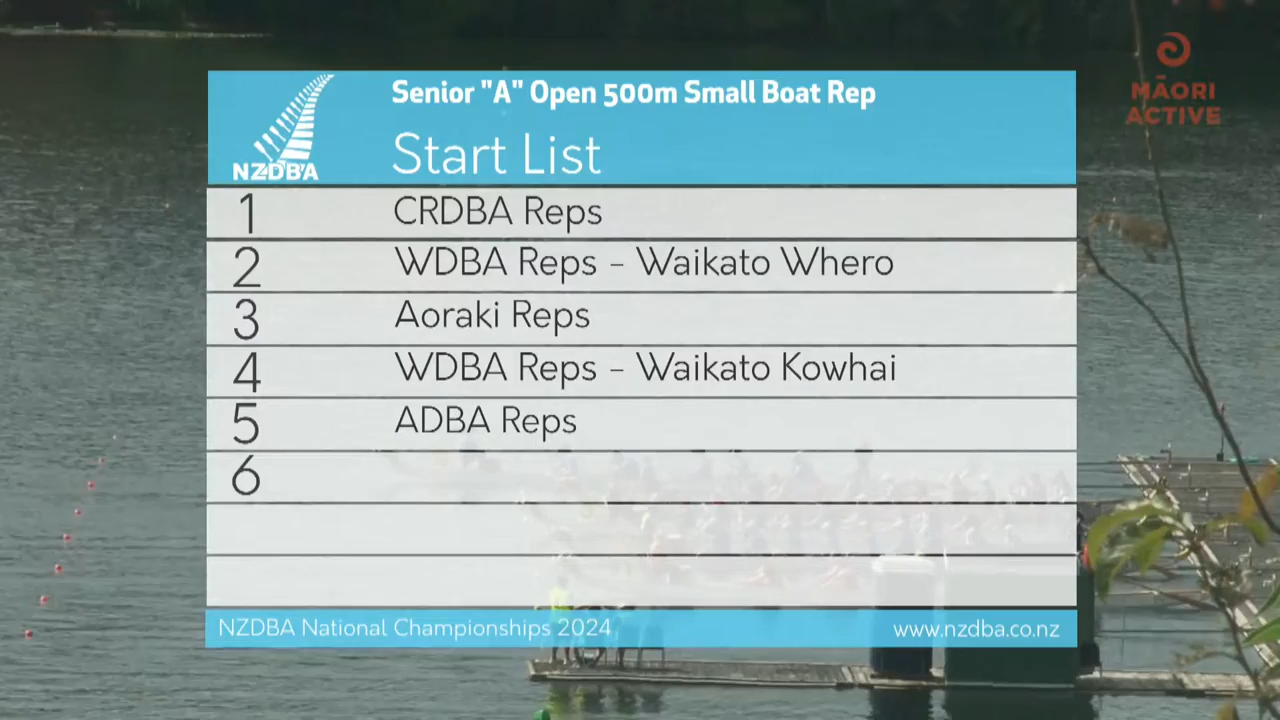 Senior "A" Open 500m Small Boat Rep
MĀORI
ACTIVE
NZDBA
Start List
1 CRDBA Reps
2 WDBA Reps - Waikato Whero
3 Aoraki Reps
4 WDBA Reps - Waikato Kowhai
5 ADBA Reps
6
NZDBA National Championships 2024
www.nzdba.co.nz